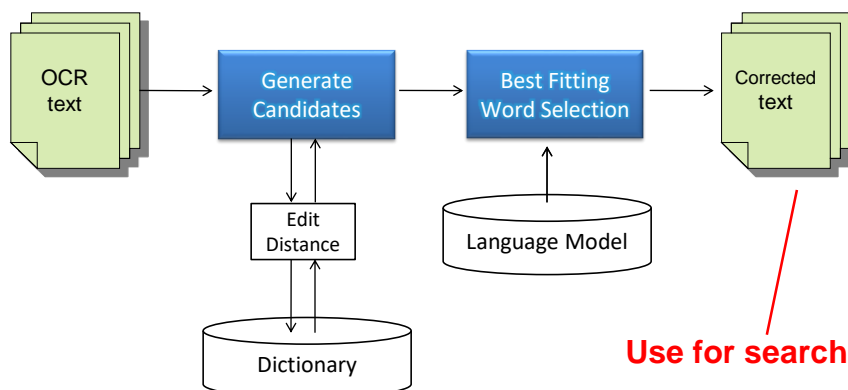 OCR
text
Generate
Candidates
Best Fitting
Word Selection
Corrected
text
Edit
Distance
Language Model
Dictionary
Use for search